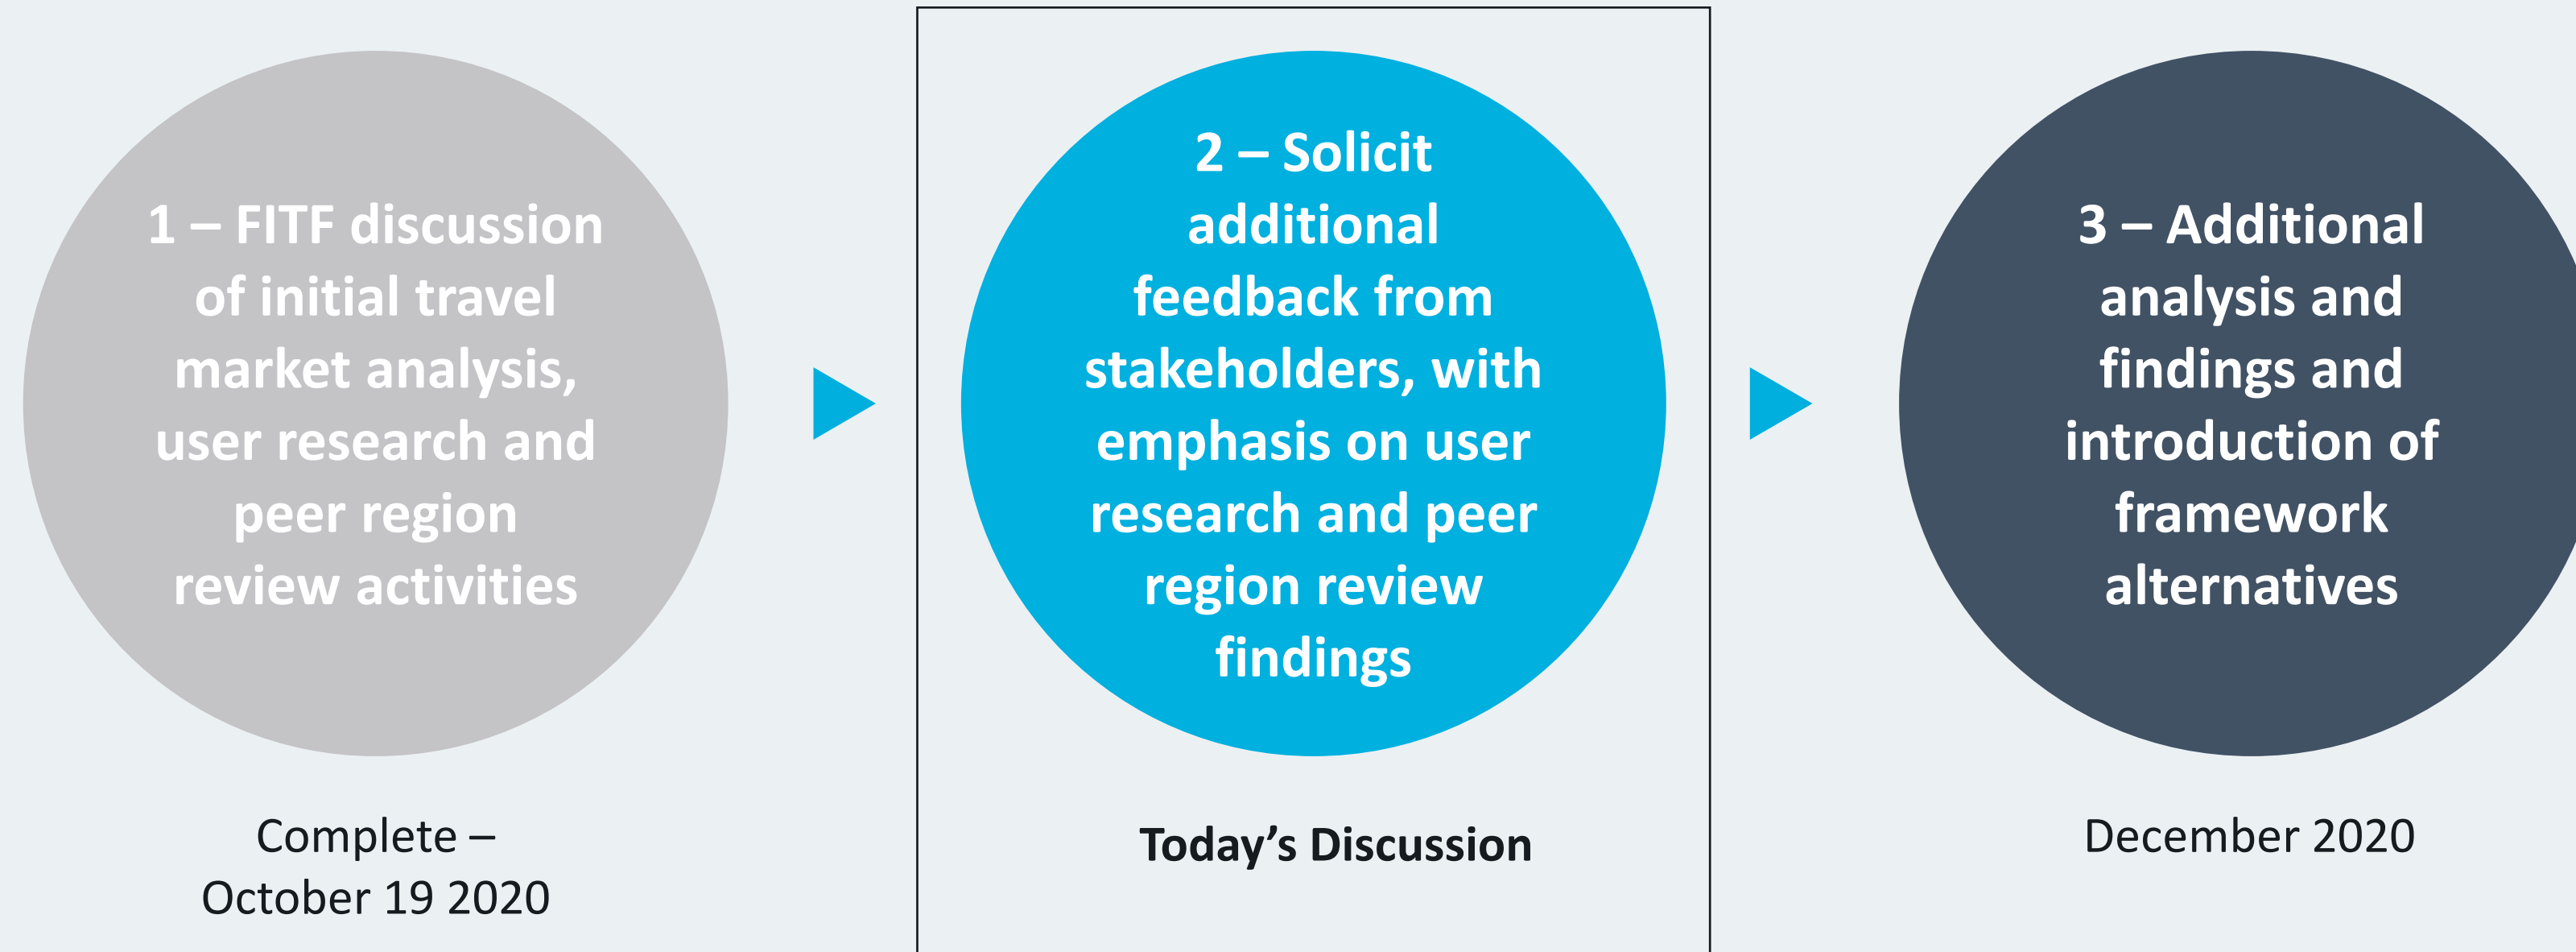 1 – FITF discussion
of initial travel
market analysis,
user research and
peer region
review activities
Complete –
October 19 2020
2 – Solicit
additional
feedback from
stakeholders, with
emphasis on user
research and peer
region review
findings
Today’s Discussion
3 – Additional
analysis and
findings and
introduction of
framework
alternatives
December 2020